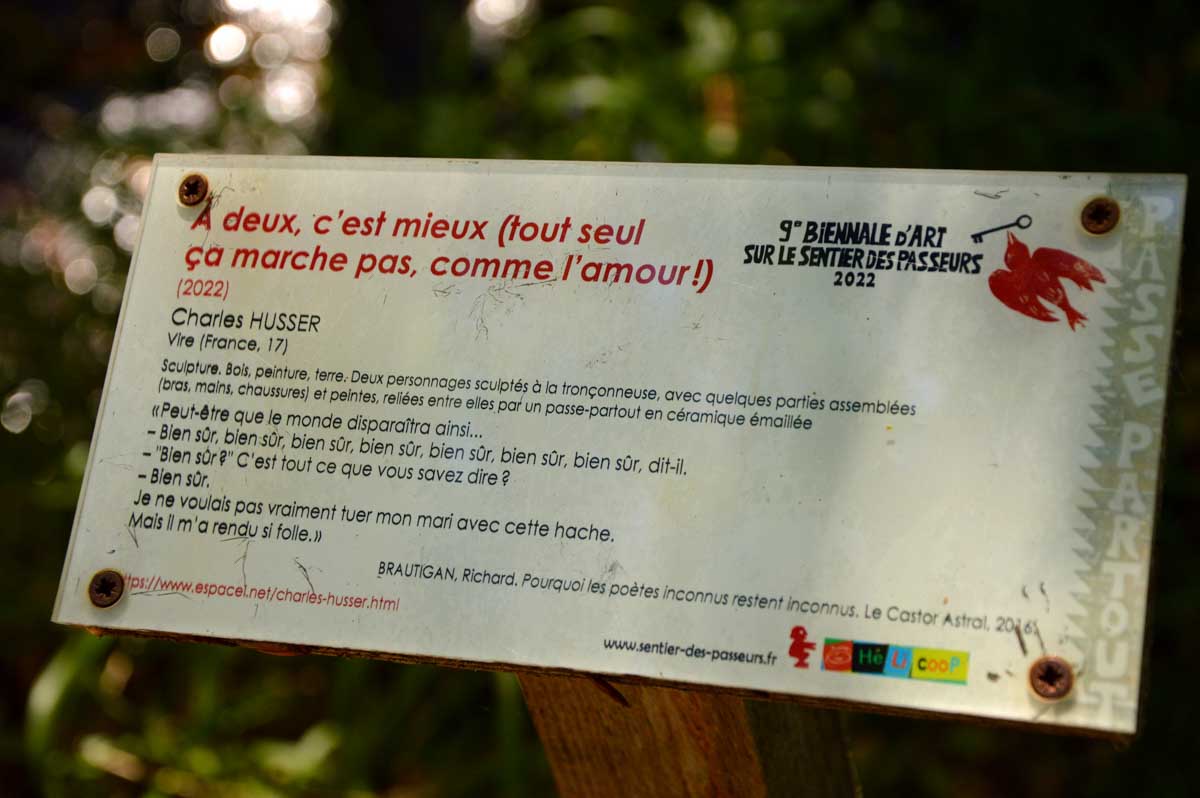 À deux, c'est mieux (tout seul
ça marche pas, comme l'amour!)
(2022)
Charles HUSSER
Vire (France, 17)
Sculpture. Bois, peinture, terre. Deux personnages sculptés à la tronçonneuse, avec quelques parties assemblées
(bras, mains, chaussures) et peintes, reliées entre elles par un passe-partout en céramique émaillée
«Peut-être que le monde disparaîtra ainsi...
– Bien sûr, bien sûr, bien sûr, bien sûr, bien sûr, bien sûr, bien sûr, dit-il.
– "Bien sûr?" C'est tout ce que vous savez dire?
– Bien sûr.
Je ne voulais pas vraiment tuer mon mari avec cette hache.
Mais il m'a rendu si folle.»
BRAUTIGAN, Richard. Pourquoi les poètes inconnus restent inconnus. Le Castor Astral, 2016.
https://www.espacel.net/charles-husser.html
www.sentier-des-passeurs.fr
Hé Li COOP
9e BIENNALE D'ART
SUR LE SENTIER DES PASSEURS
2022
PASSE PARTOUT